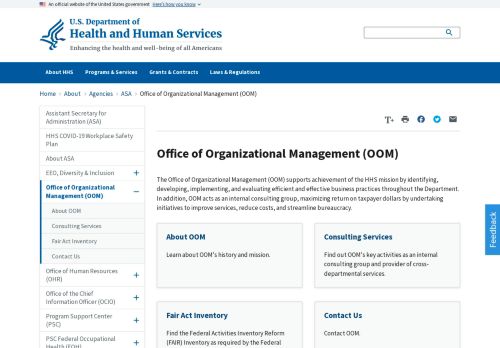 An official website of the United States government Here's how you know
U.S. Department of
Health and Human Services
Enhancing the health and well-being of all Americans
About HHS Programs & Services Grants & Contracts Laws & Regulations
Home > About > Agencies > ASA > Office of Organizational Management (OOM)
Assistant Secretary for
Administration (ASA)
HHS COVID-19 Workplace Safety
Plan
About ASA
EEO, Diversity & Inclusion +
Office of Organizational
Management (OOM) −
About OOM
Consulting Services
Fair Act Inventory
Contact Us
Office of Human Resources
(OHR) +
Office of the Chief
Information Officer (OCIO) +
Program Support Center
(PSC) +
PSC Federal Occupational
Health (FOH)
T+
Office of Organizational Management (OOM)
The Office of Organizational Management (OOM) supports achievement of the HHS mission by identifying,
developing, implementing, and evaluating efficient and effective business practices throughout the Department.
In addition, OOM acts as an internal consulting group, maximizing return on taxpayer dollars by undertaking
initiatives to improve services, reduce costs, and streamline bureaucracy.
About OOM
Learn about OOM's history and mission.
Consulting Services
Find out OOM's key activities as an internal
consulting group and provider of cross-
departmental services.
Fair Act Inventory
Find the Federal Activities Inventory Reform
(FAIR) Inventory as required by the Federal
Contact Us
Contact OOM.
Feedback